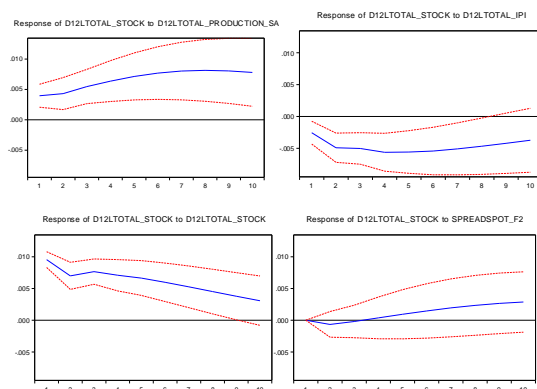 Response of D12LTOTAL_STOCK to D12LTOTAL_PRODUCTION_SA
.010
.005
.000
-.005
1 2 3 4 5 6 7 8 9 10
Response of D12LTOTAL_STOCK to D12LTOTAL_IPI
.010
.005
.000
-.005
1 2 3 4 5 6 7 8 9 10
Response of D12LTOTAL_STOCK to D12LTOTAL_STOCK
.010
.005
.000
-.005
Response of D12LTOTAL_STOCK to SPREADSPOT_F2
.010
.005
.000
-.005